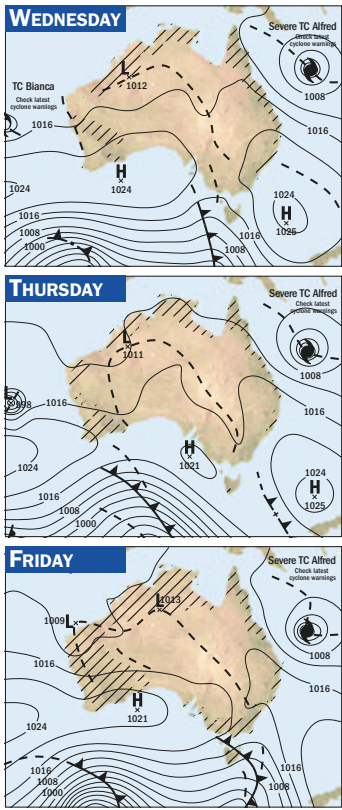 WEDNESDAY
Severe TC Alfred
Check latest
cyclone warnings
1008
L
1012
TC Bianca
Check latest
cyclone warnings
1016
1016
H
1024
1024
1024
H
1025
1016
1008
1000
1016
1008
THURSDAY
Severe TC Alfred
Check latest
cyclone warnings
1008
L
1011
L
998
1016
1016
H
1021
1024
1024
H
1025
1016
1008
1000
FRIDAY
Severe TC Alfred
Check latest
cyclone warnings
1008
L
1013
1009
L
1016
1016
H
1021
1024
1016
1008
1000
1016
1008